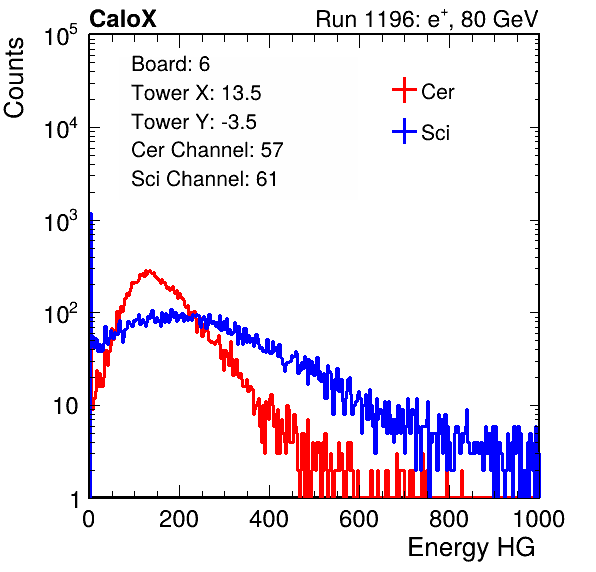 CaloX Run 1196: e⁺, 80 GeV
Counts
10⁵
10⁴
10³
10²
10
1
Board: 6
Tower X: 13.5
Tower Y: -3.5
Cer Channel: 57
Sci Channel: 61
Cer
Sci
0 200 400 600 800 1000
Energy HG